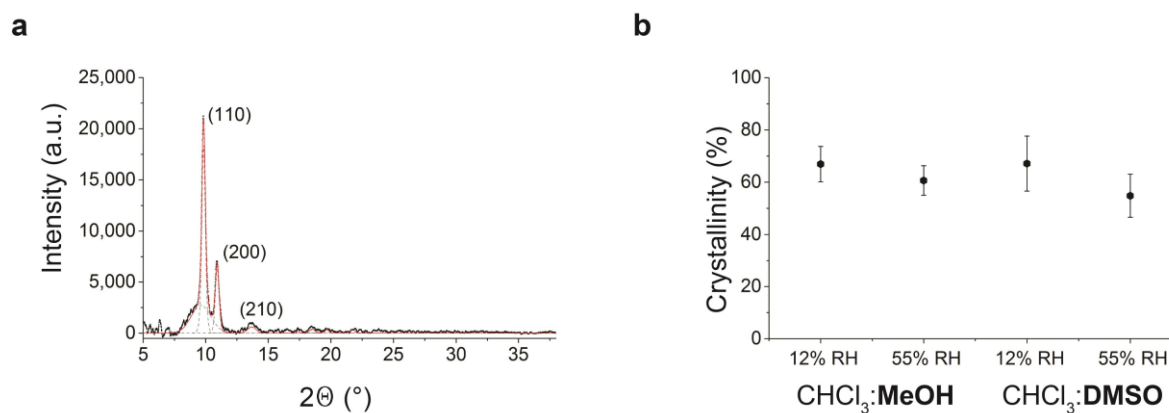 a
25,000
20,000
15,000
10,000
5,000
0
Intensity (a.u.)
(110)
(200)
(210)
5 10 15 20 25 30 35
2Θ (°)
b
100
80
60
40
20
0
Crystallinity (%)
12% RH 55% RH 12% RH 55% RH
CHCl₃:MeOH CHCl₃:DMSO